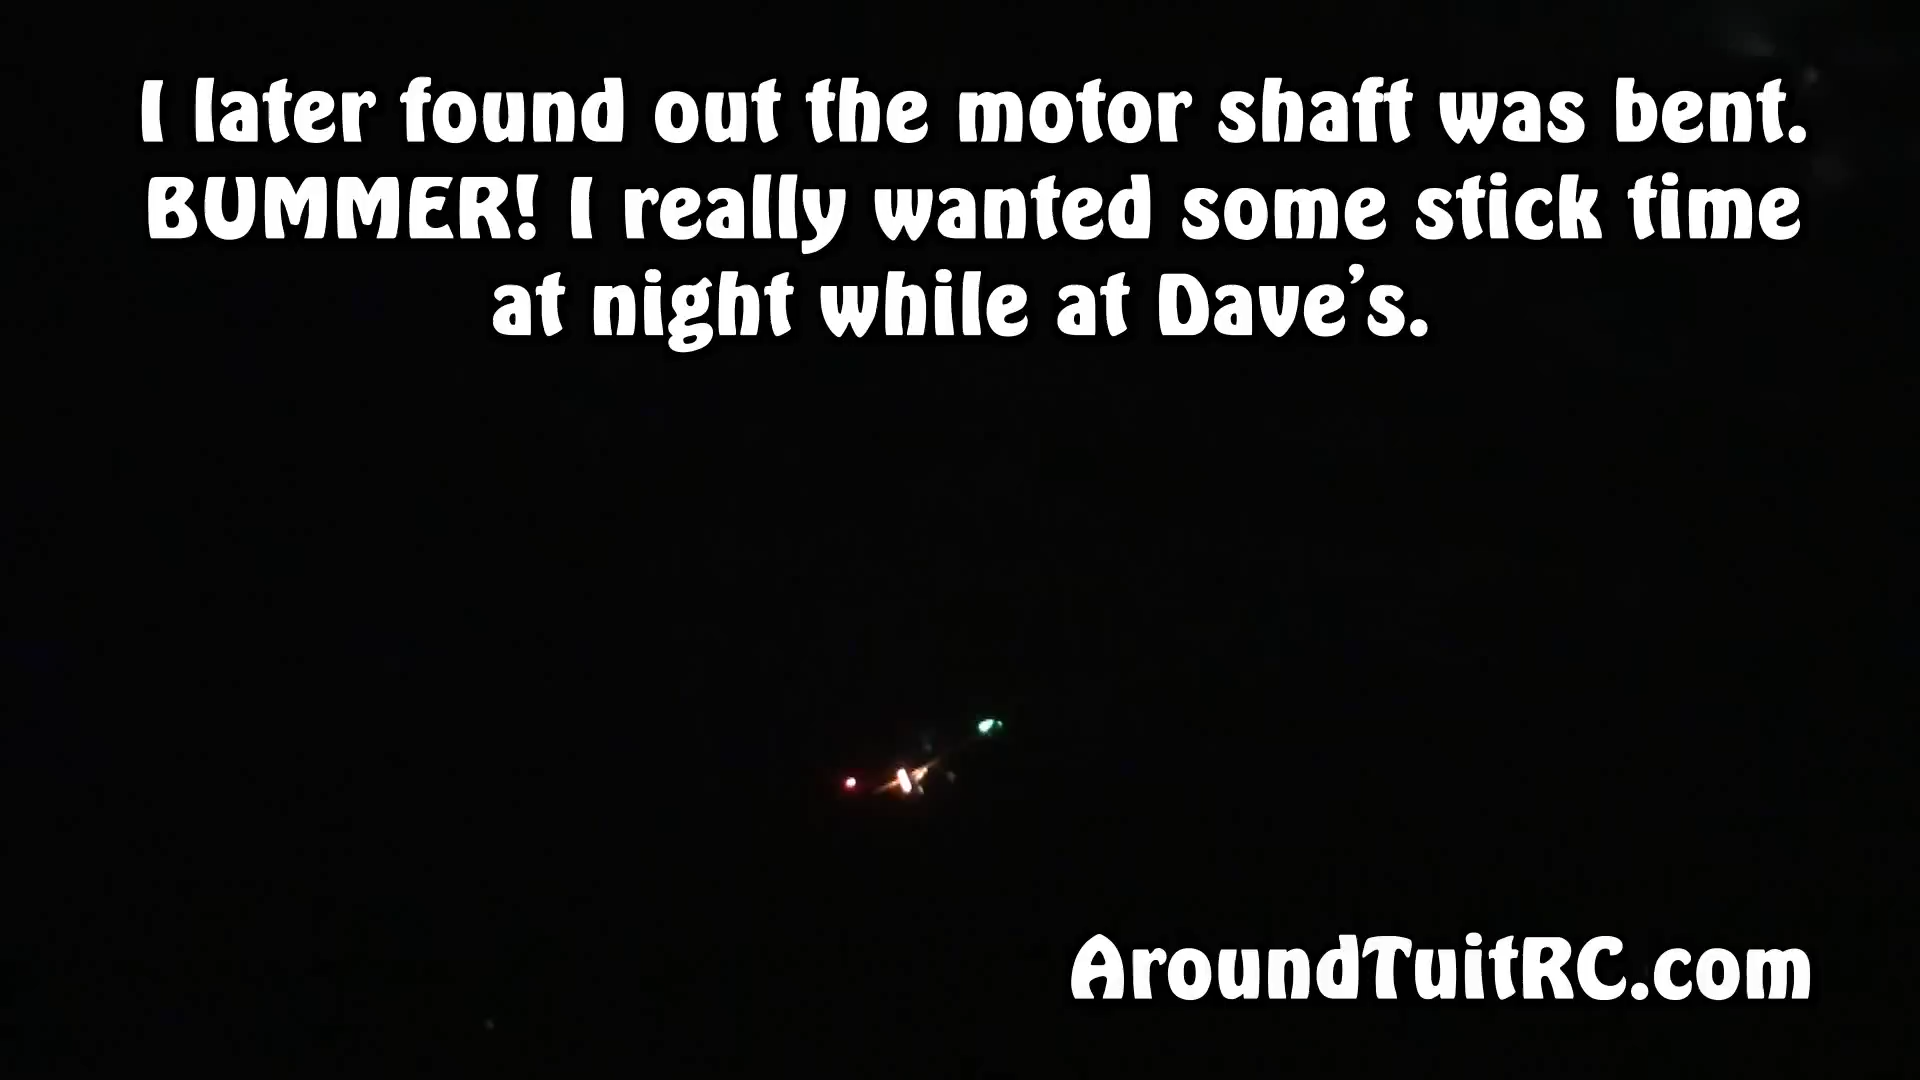 I later found out the motor shaft was bent.
BUMMER! I really wanted some stick time
at night while at Dave's.
AroundTuitRC.com